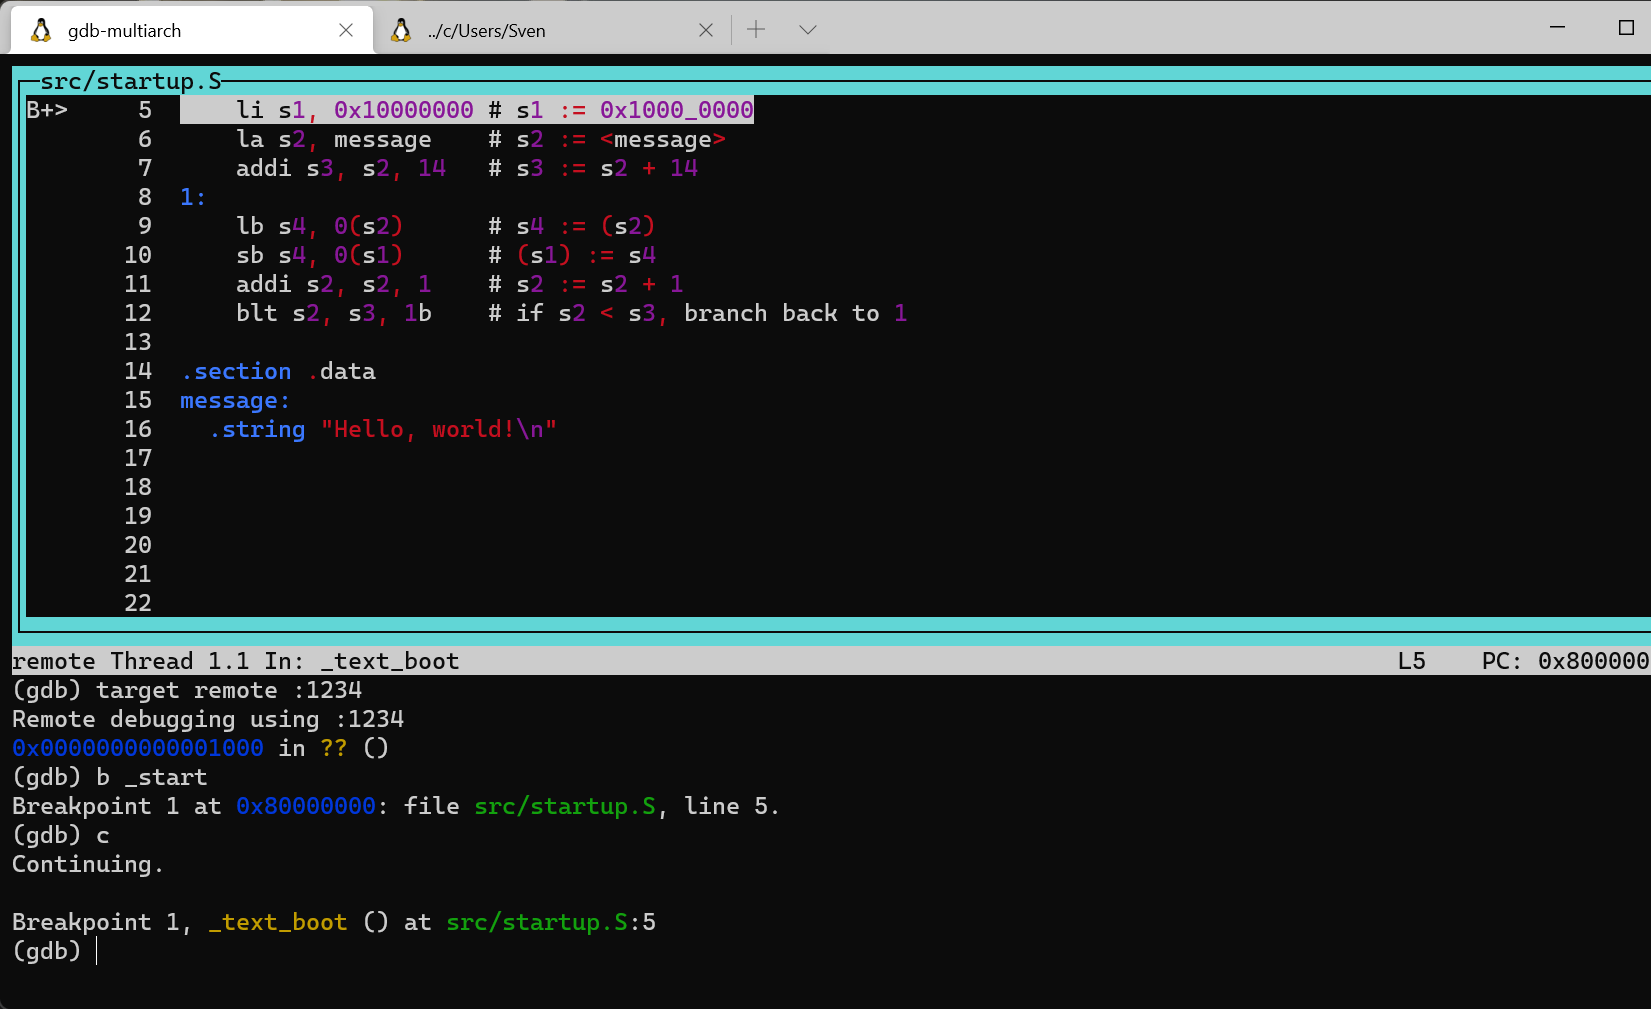 gdb-multiarch ../c/Users/Sven
src/startup.S
B+> 5 li s1, 0x10000000 # s1 := 0x1000_0000
6 la s2, message # s2 := <message>
7 addi s3, s2, 14 # s3 := s2 + 14
8 1:
9 lb s4, 0(s2) # s4 := (s2)
10 sb s4, 0(s1) # (s1) := s4
11 addi s2, s2, 1 # s2 := s2 + 1
12 blt s2, s3, 1b # if s2 < s3, branch back to 1
13
14 .section .data
15 message:
16 .string "Hello, world!\n"
17
18
19
20
21
22
remote Thread 1.1 In: _text_boot L5 PC: 0x800000
(gdb) target remote :1234
Remote debugging using :1234
0x0000000000001000 in ?? ()
(gdb) b _start
Breakpoint 1 at 0x80000000: file src/startup.S, line 5.
(gdb) c
Continuing.
Breakpoint 1, _text_boot () at src/startup.S:5
(gdb)